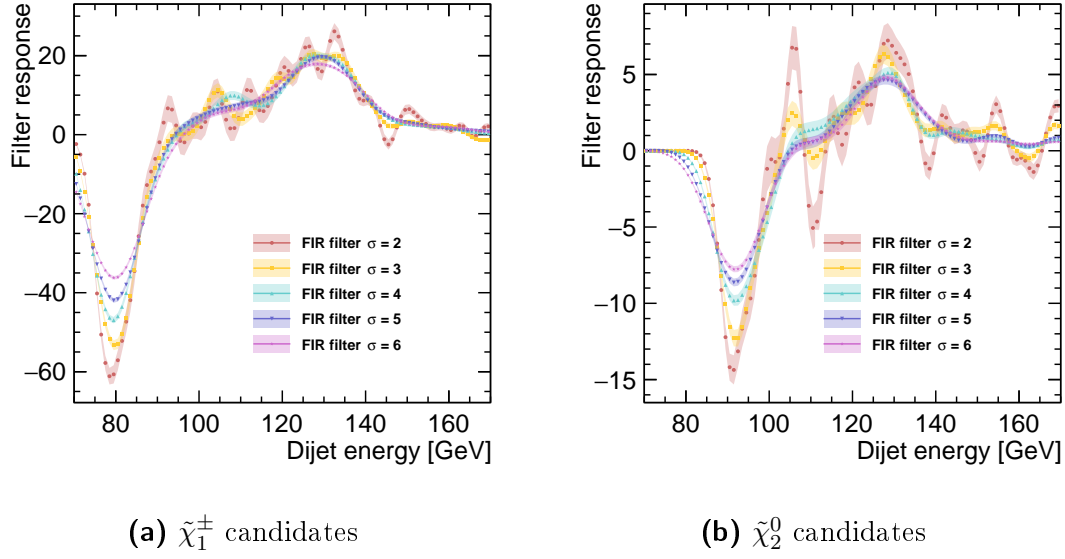 Filter response
20
0
−20
−40
−60
FIR filter σ = 2
FIR filter σ = 3
FIR filter σ = 4
FIR filter σ = 5
FIR filter σ = 6
80 100 120 140 160
Dijet energy [GeV]
(a) χ̃₁± candidates
Filter response
5
0
−5
−10
−15
FIR filter σ = 2
FIR filter σ = 3
FIR filter σ = 4
FIR filter σ = 5
FIR filter σ = 6
80 100 120 140 160
Dijet energy [GeV]
(b) χ̃₂⁰ candidates